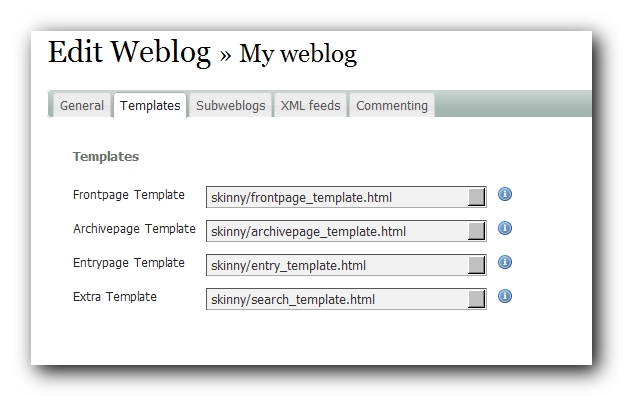 Edit Weblog » My weblog
General Templates Subweblogs XML feeds Commenting
Templates
Frontpage Template skinny/frontpage_template.html
Archivepage Template skinny/archivepage_template.html
Entrypage Template skinny/entry_template.html
Extra Template skinny/search_template.html